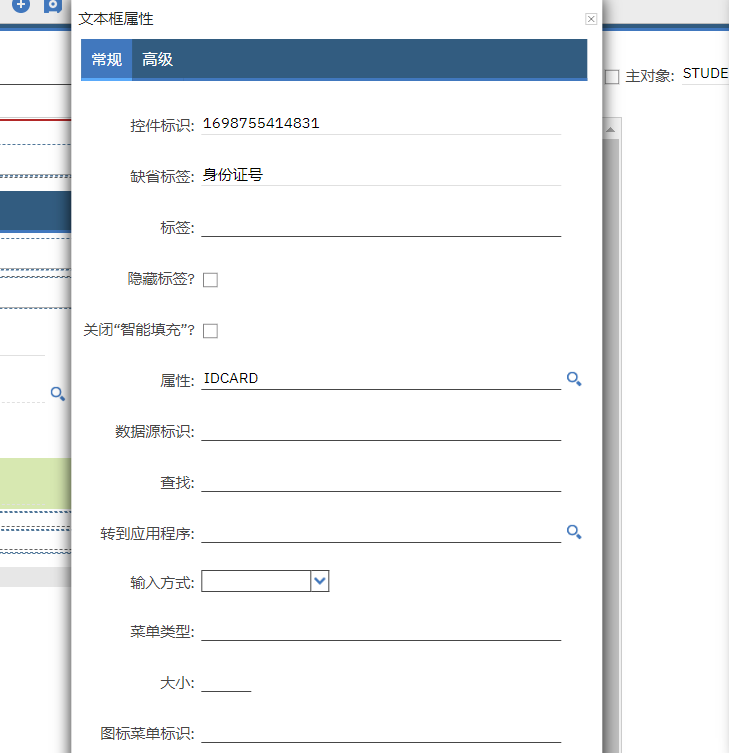 文本框属性
常规 高级
主对象: STUDE
控件标识: 1698755414831
缺省标签: 身份证号
标签:
隐藏标签?
关闭“智能填充”?
属性: IDCARD
数据源标识:
查找:
转到应用程序:
输入方式:
菜单类型:
大小:
图标菜单标识: